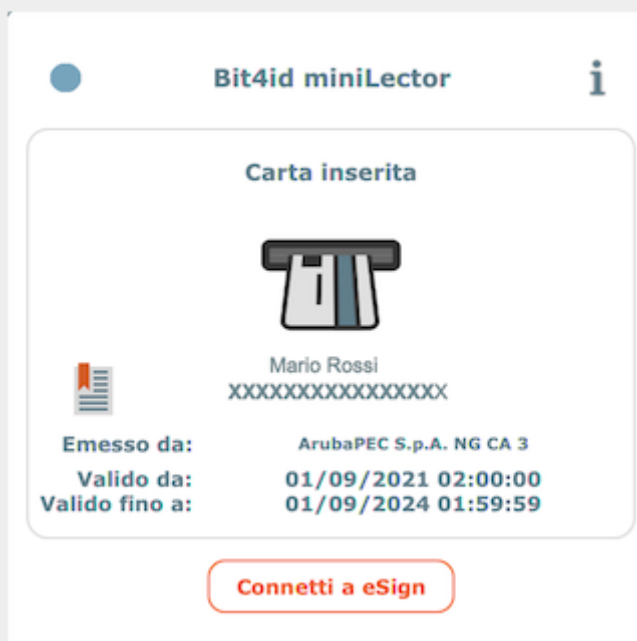 Bit4id miniLector
Carta inserita
Mario Rossi
XXXXXXXXXXXXXXXX
Emesso da: ArubaPEC S.p.A. NG CA 3
Valido da: 01/09/2021 02:00:00
Valido fino a: 01/09/2024 01:59:59
Connetti a eSign